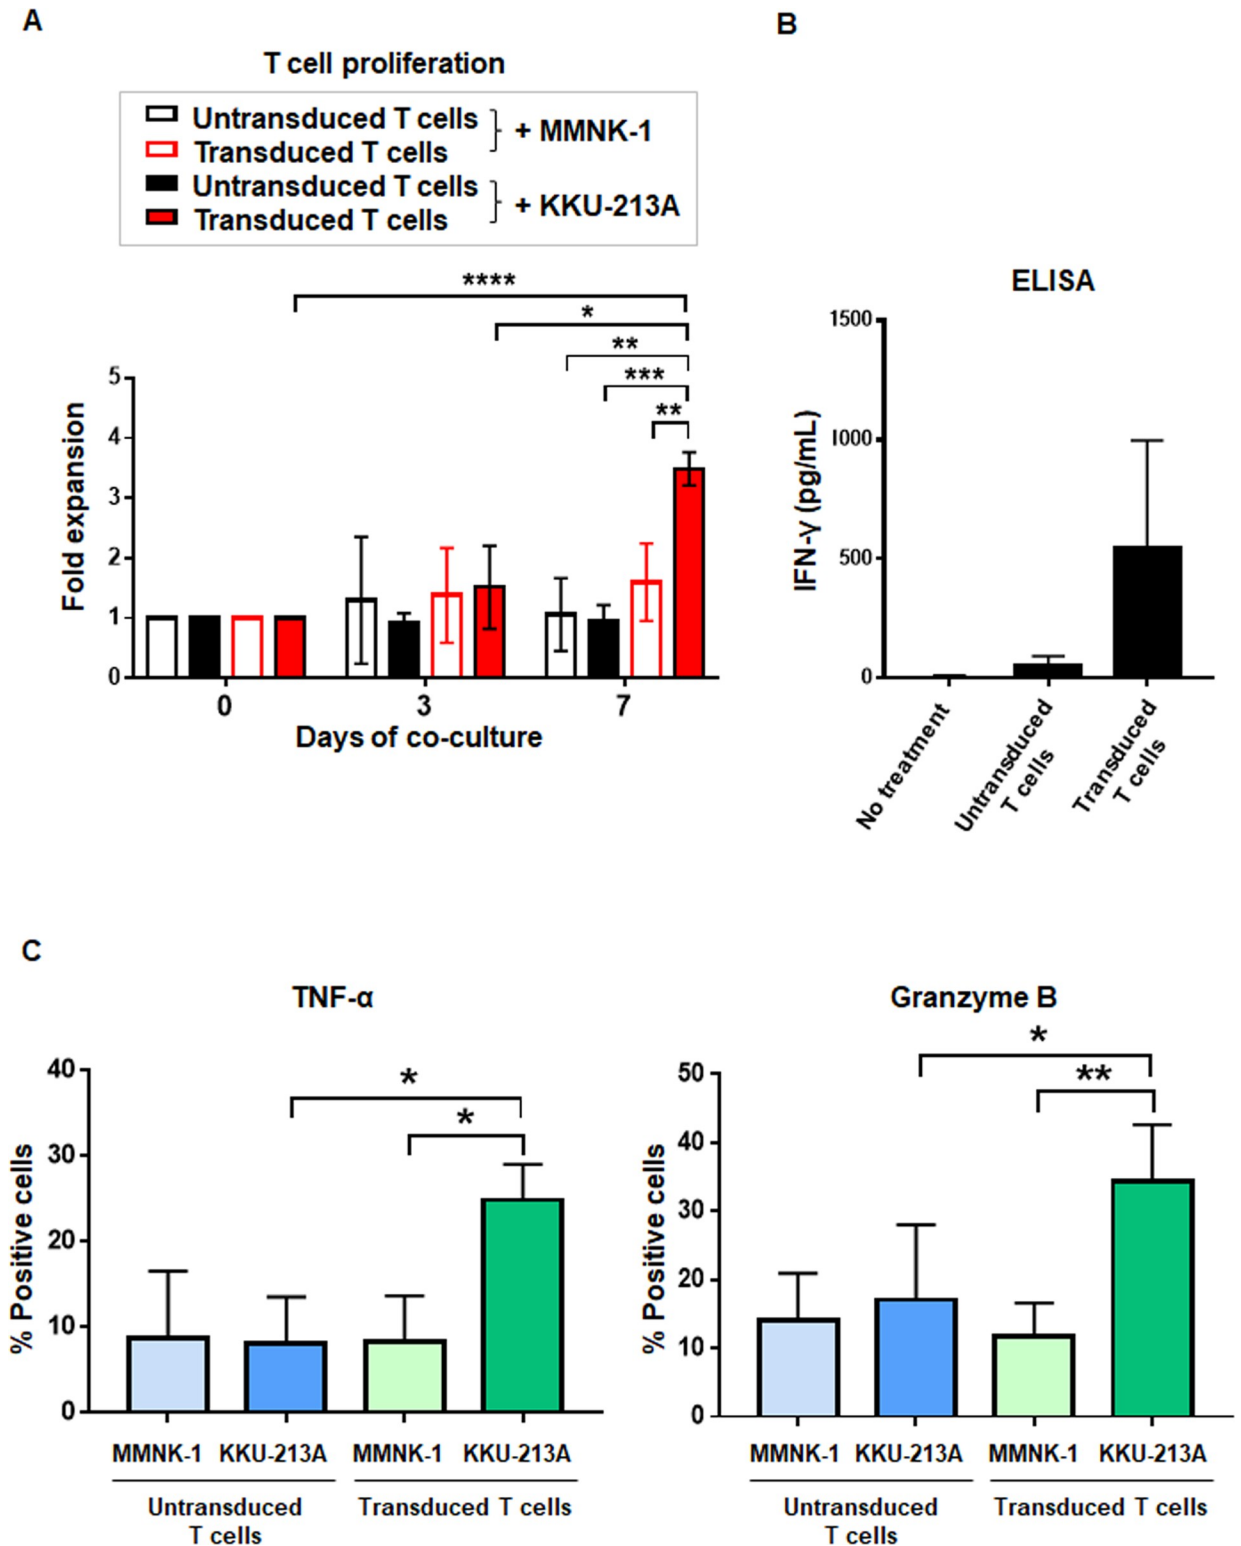 A
T cell proliferation
Untransduced T cells
Transduced T cells
+ MMNK-1
Untransduced T cells
Transduced T cells
+ KKU-213A
****
*
**
***
**
5
4
3
2
1
0
Fold expansion
0 3 7
Days of co-culture
B
ELISA
1500
1000
500
0
IFN-γ (pg/mL)
No treatment
Untransduced
T cells
Transduced
T cells
C
TNF-α
*
*
40
30
20
10
0
% Positive cells
MMNK-1 KKU-213A MMNK-1 KKU-213A
Untransduced
T cells
Transduced T cells
Granzyme B
*
**
50
40
30
20
10
0
% Positive cells
MMNK-1 KKU-213A MMNK-1 KKU-213A
Untransduced
T cells
Transduced T cells